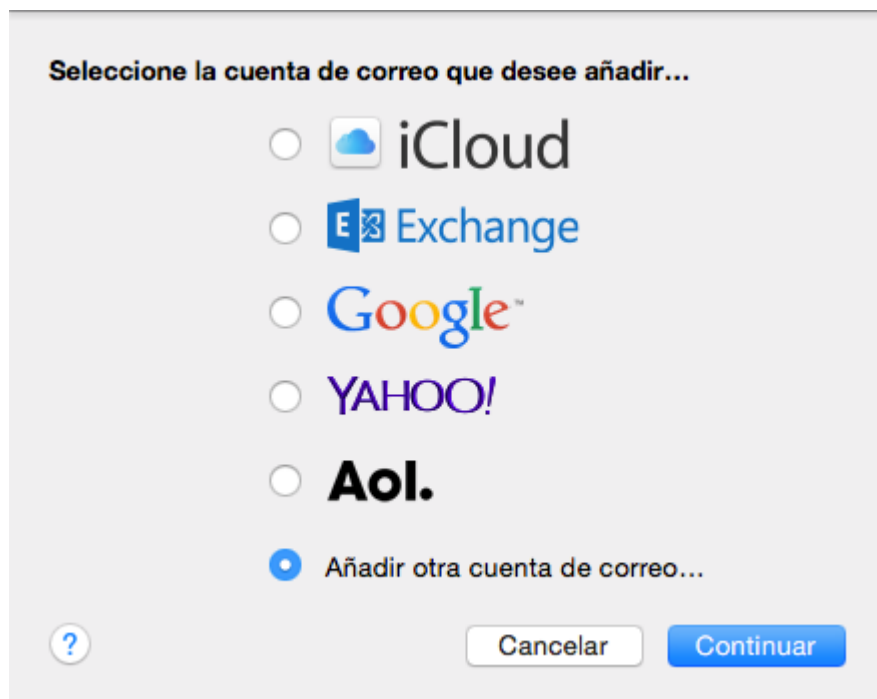 Seleccione la cuenta de correo que desee añadir...
iCloud
E Exchange
Google™
YAHOO!
Aol.
Añadir otra cuenta de correo...
?
Cancelar
Continuar